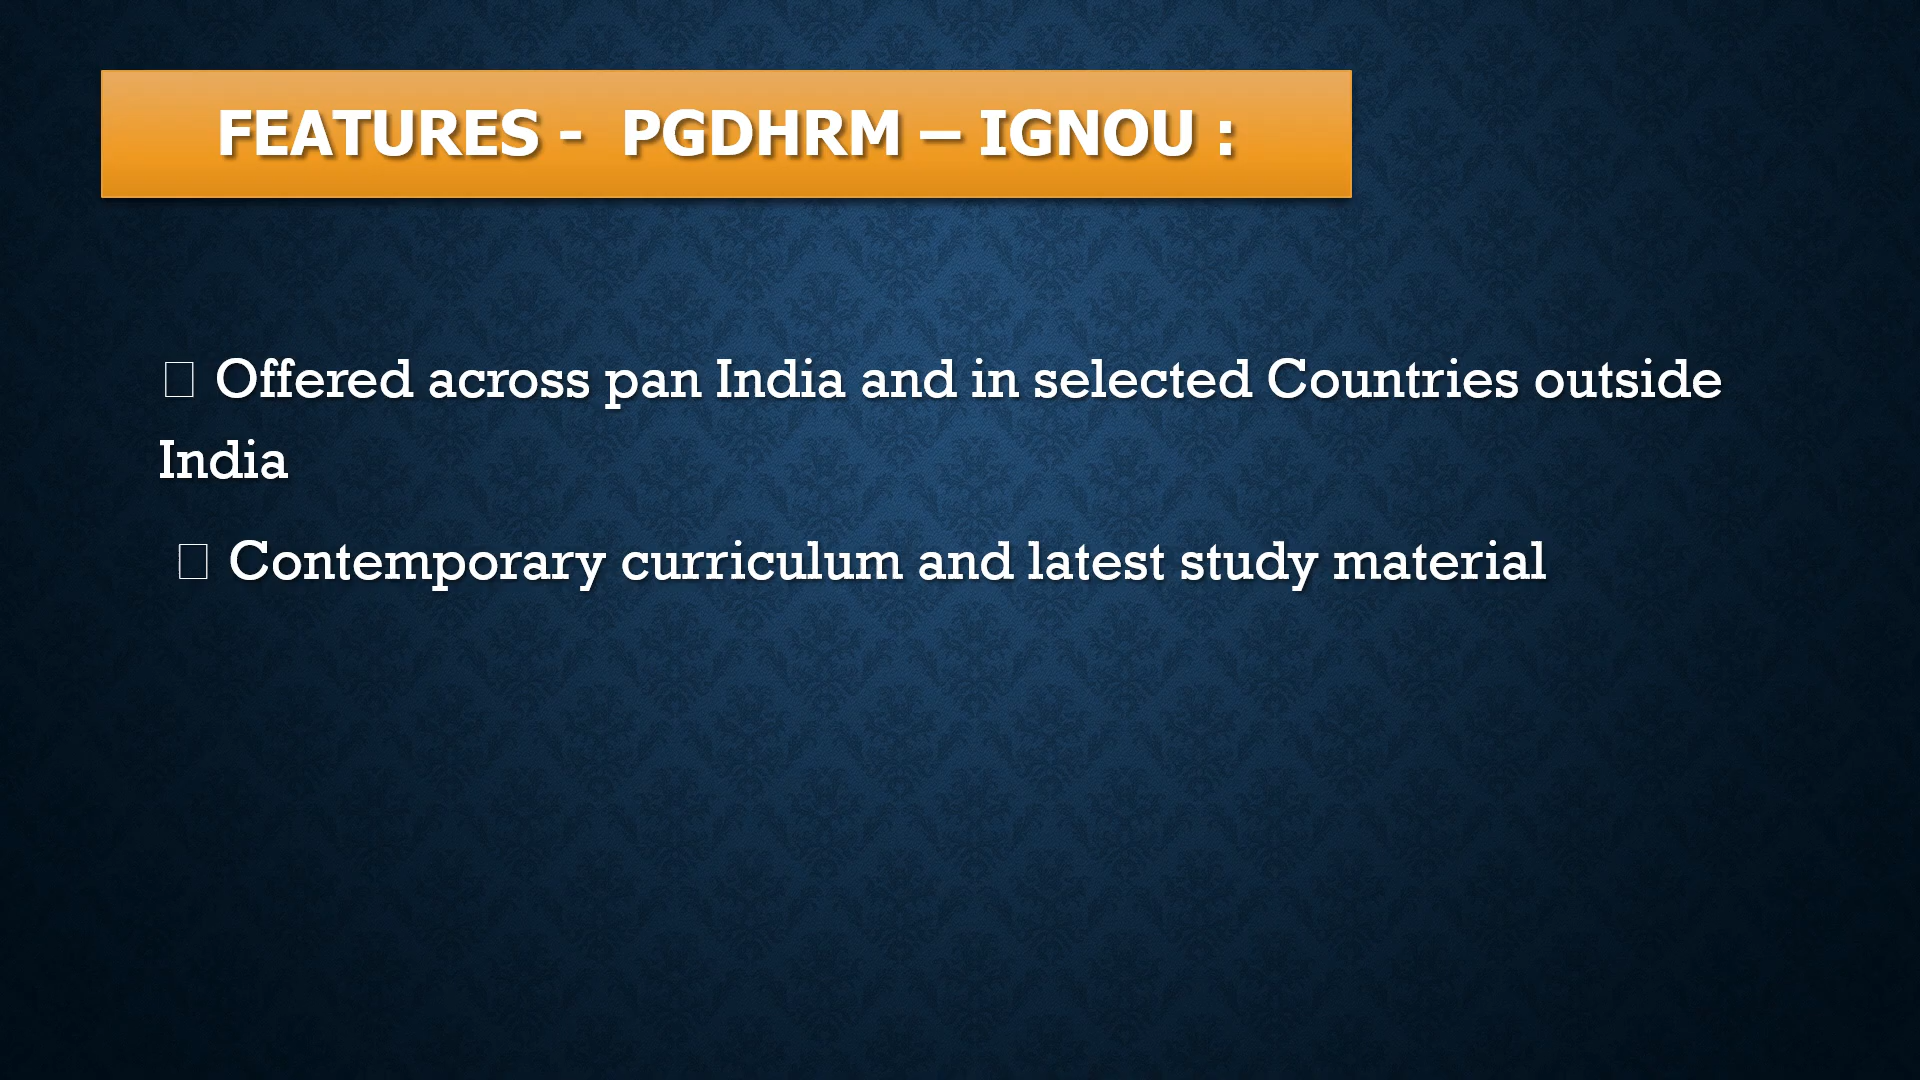 FEATURES -  PGDHRM – IGNOU :
Offered across pan India and in selected Countries outside
India
Contemporary curriculum and latest study material